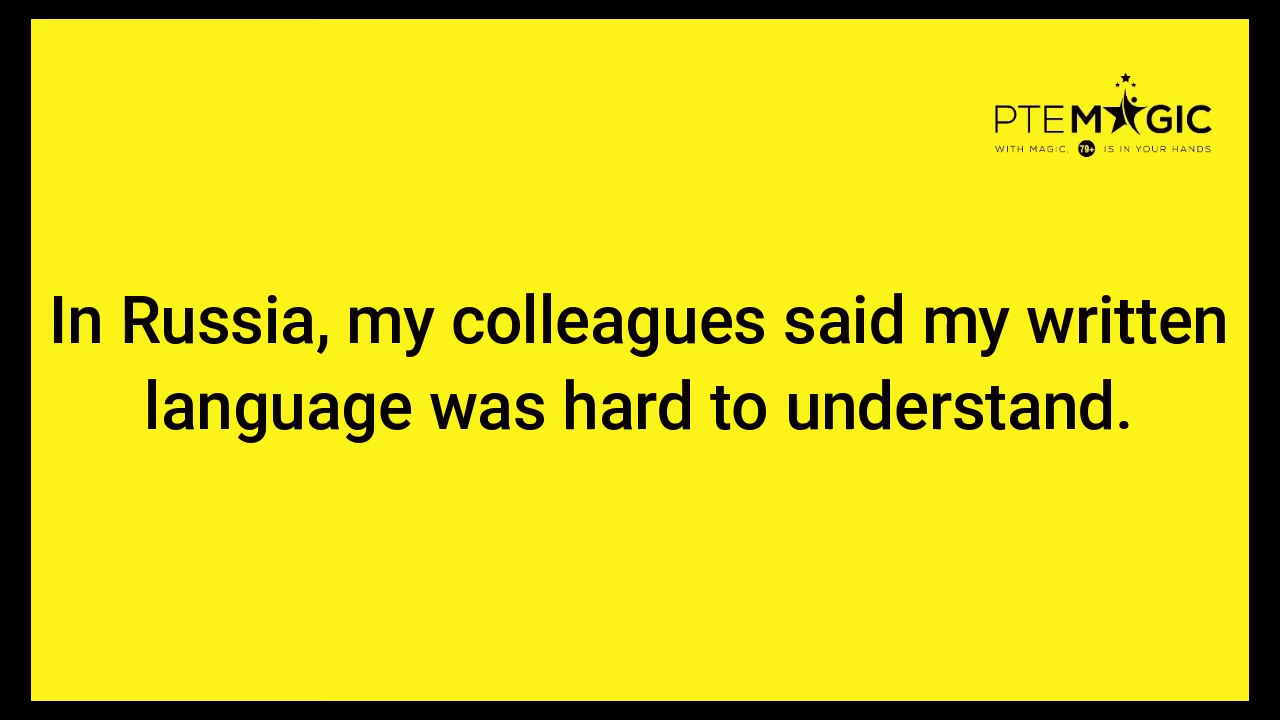 PTEMAGIC
WITH MAGIC, 79+ IS IN YOUR HANDS
In Russia, my colleagues said my written
language was hard to understand.